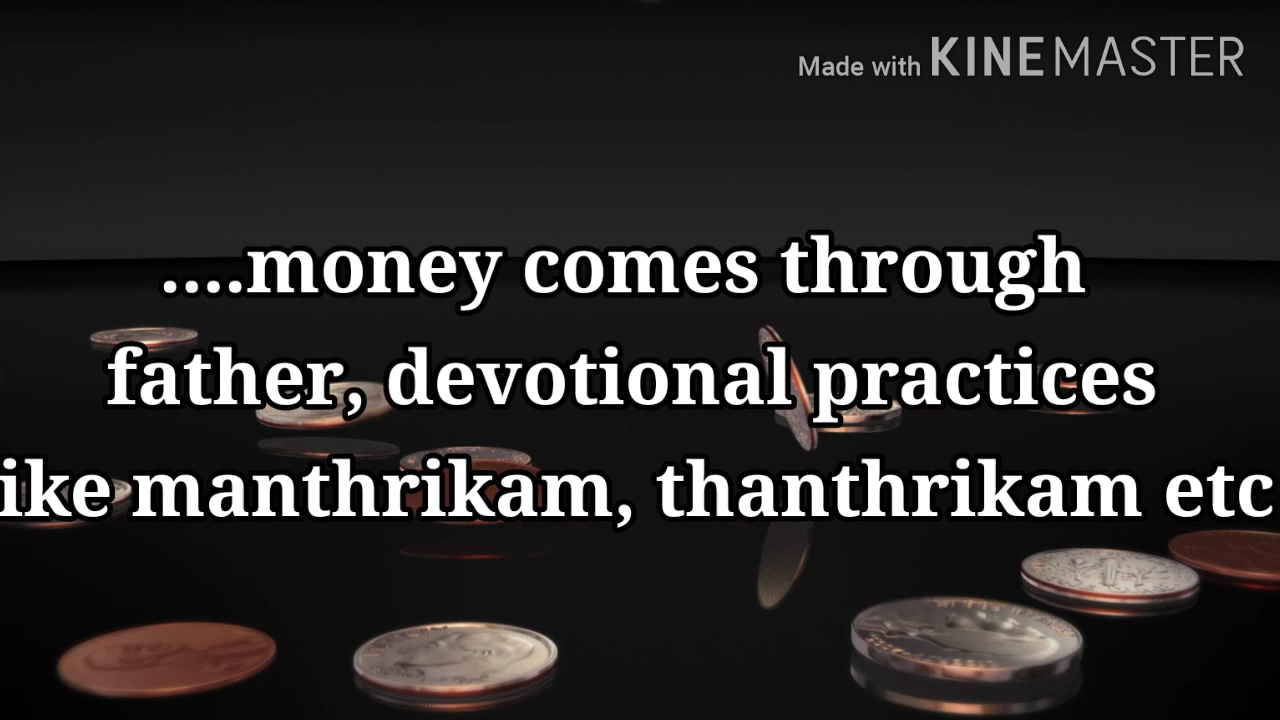 Made with KINEMASTER
....money comes through
father, devotional practices
ike manthrikam, thanthrikam etc